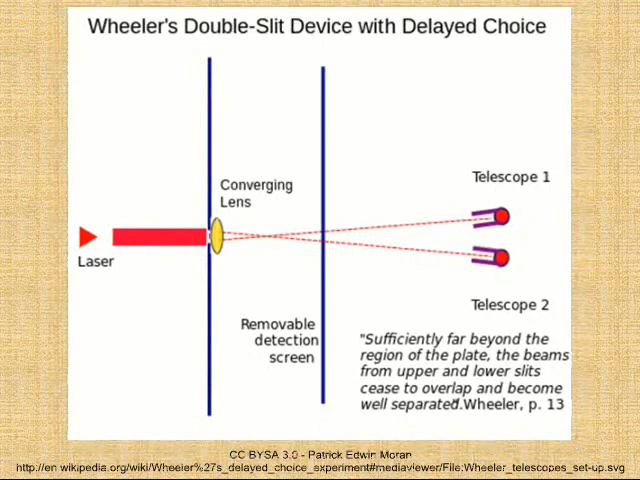 Wheeler's Double-Slit Device with Delayed Choice
Converging
Lens
Telescope 1
Laser
Telescope 2
Removable
detection
screen
"Sufficiently far beyond the
region of the plate, the beams
from upper and lower slits
cease to overlap and become
well separated".Wheeler, p. 13
CC BYSA 3.0 - Patrick Edwin Moran
http://en.wikipedia.org/wiki/Wheeler%27s_delayed_choice_experiment#mediaviewer/File:Wheeler_telescopes_set-up.svg